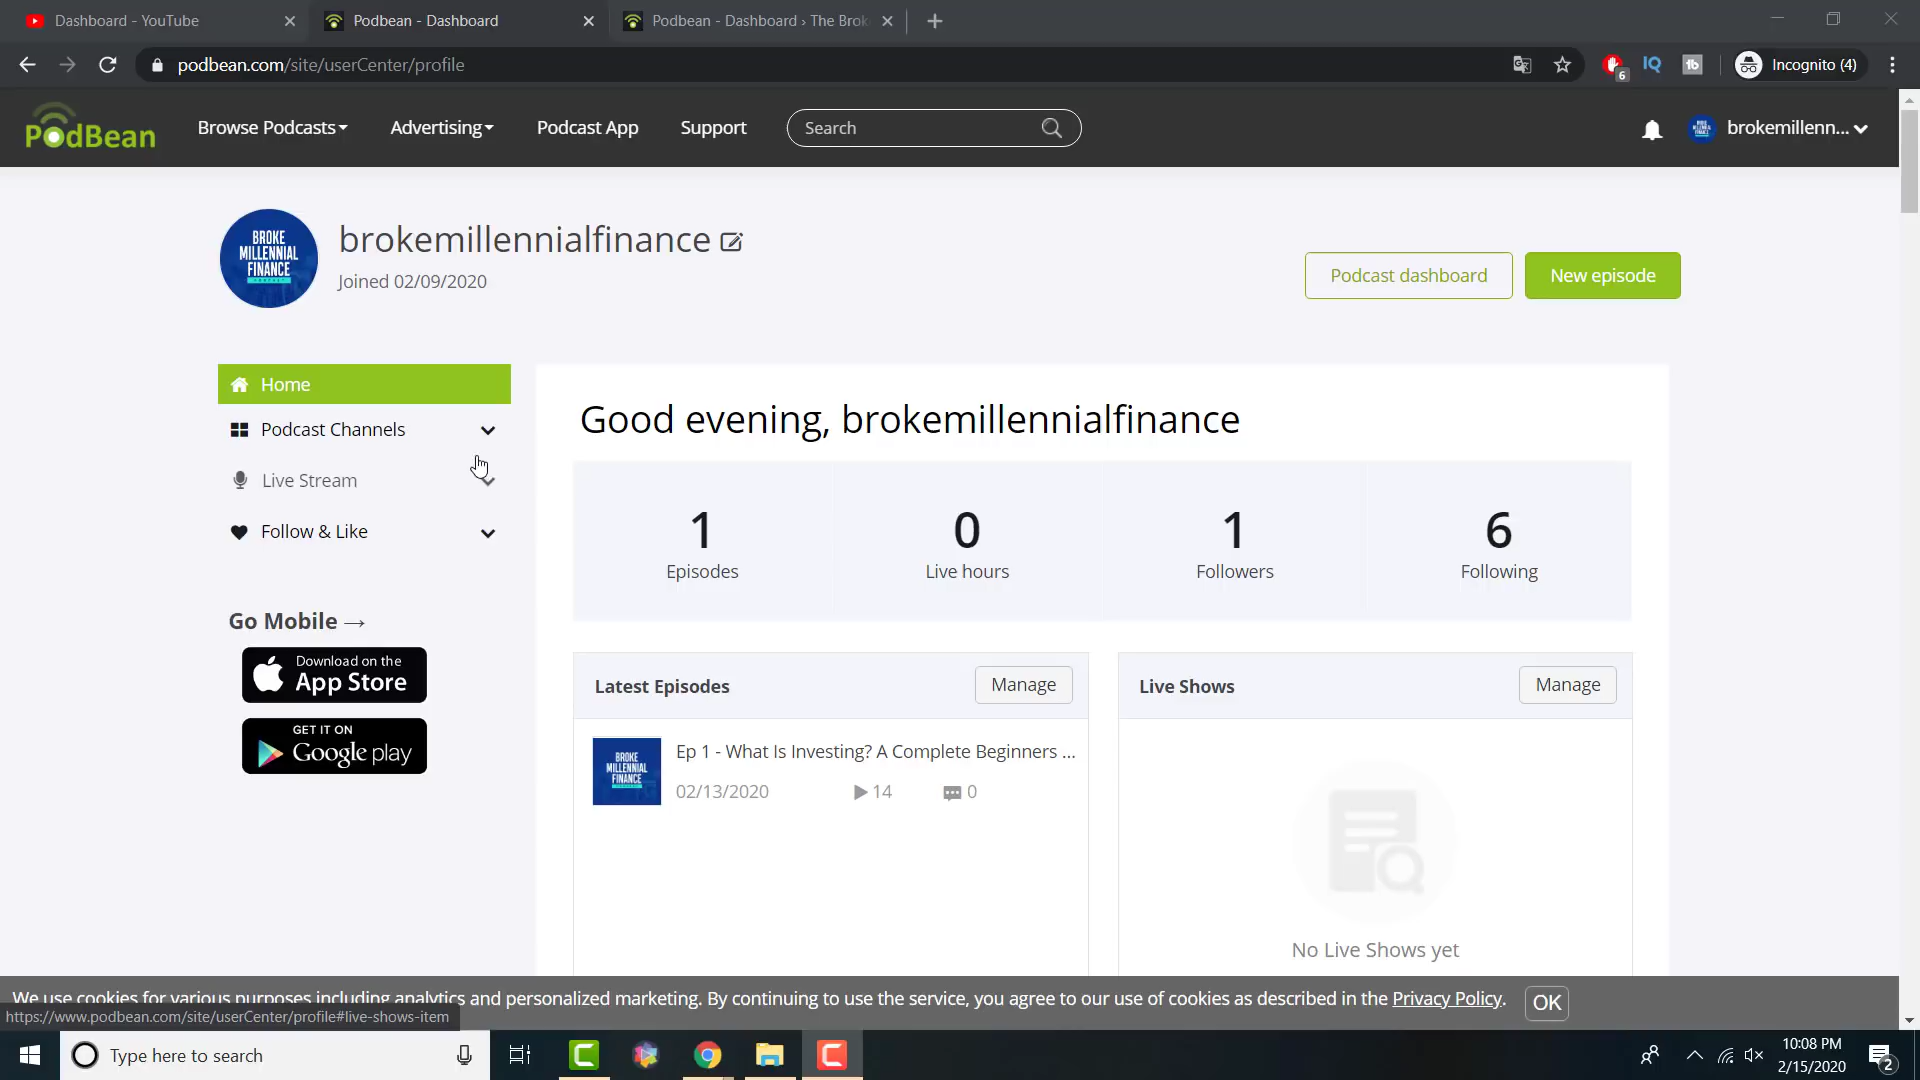 Dashboard - YouTube
Podbean - Dashboard
Podbean - Dashboard › The Brok
podbean.com/site/userCenter/profile
6
IQ
tb
Incognito (4)
PodBean
Browse Podcasts
Advertising
Podcast App
Support
Search
brokemillenn...
BROKE
MILLENNIAL
FINANCE
brokemillennialfinance
Joined 02/09/2020
Podcast dashboard
New episode
Home
Podcast Channels
Live Stream
Follow & Like
Go Mobile →
Download on the
App Store
GET IT ON
Google play
Good evening, brokemillennialfinance
1
Episodes
0
Live hours
1
Followers
6
Following
Latest Episodes
Manage
Live Shows
Manage
BROKE
MILLENNIAL
FINANCE
Ep 1 - What Is Investing? A Complete Beginners ...
02/13/2020
14
0
No Live Shows yet
We use cookies for various purposes including analytics and personalized marketing. By continuing to use the service, you agree to our use of cookies as described in the Privacy Policy.
OK
https://www.podbean.com/site/userCenter/profile#live-shows-item
Type here to search
10:08 PM
2/15/2020
2